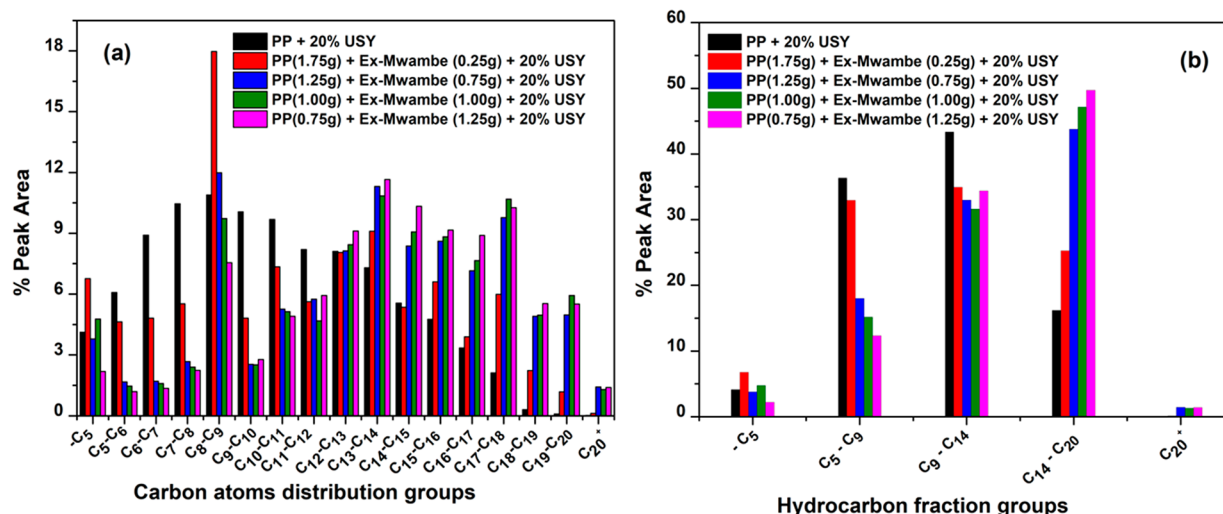 (a)
PP + 20% USY
PP(1.75g) + Ex-Mwambe (0.25g) + 20% USY
PP(1.25g) + Ex-Mwambe (0.75g) + 20% USY
PP(1.00g) + Ex-Mwambe (1.00g) + 20% USY
PP(0.75g) + Ex-Mwambe (1.25g) + 20% USY
% Peak Area
18
15
12
9
6
3
0
-C5
C5-C6
C6-C7
C7-C8
C8-C9
C9-C10
C10-C11
C11-C12
C12-C13
C13-C14
C14-C15
C15-C16
C16-C17
C17-C18
C18-C19
C19-C20
C20+
Carbon atoms distribution groups
(b)
PP + 20% USY
PP(1.75g) + Ex-Mwambe (0.25g) + 20% USY
PP(1.25g) + Ex-Mwambe (0.75g) + 20% USY
PP(1.00g) + Ex-Mwambe (1.00g) + 20% USY
PP(0.75g) + Ex-Mwambe (1.25g) + 20% USY
% Peak Area
60
50
40
30
20
10
0
- C5
C5 - C9
C9 - C14
C14 - C20
C20+
Hydrocarbon fraction groups